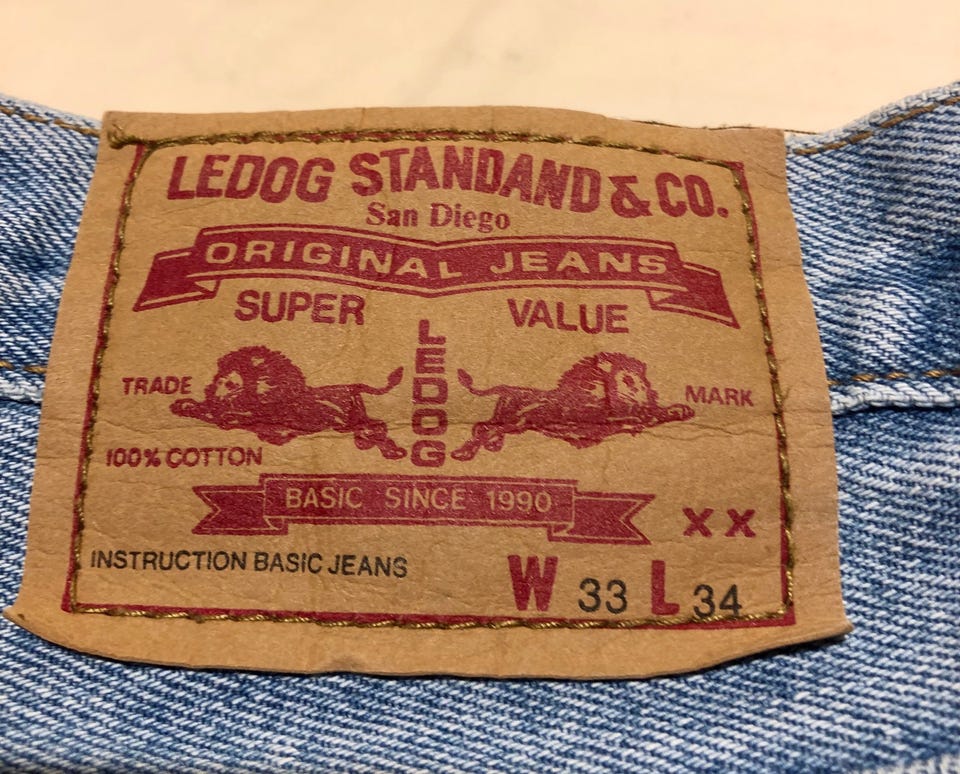 LEDOG STANDAND & CO.
San Diego
ORIGINAL JEANS
SUPER VALUE
LEDOG
TRADE MARK
100% COTTON
BASIC SINCE 1990
XX
INSTRUCTION BASIC JEANS
W 33 L 34